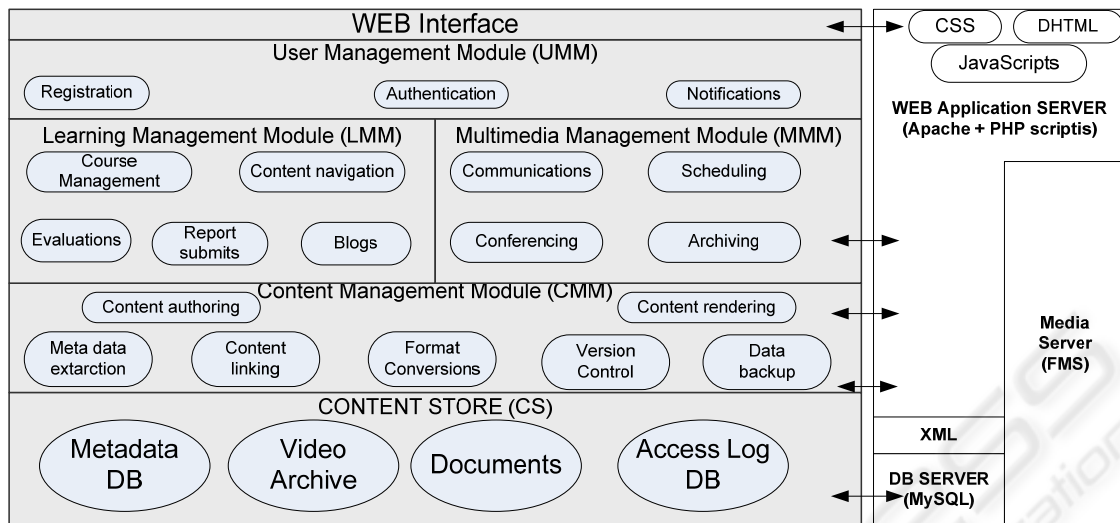 WEB Interface
User Management Module (UMM)
Registration
Authentication
Notifications
Learning Management Module (LMM)
Course
Management
Content navigation
Evaluations
Report
submits
Blogs
Multimedia Management Module (MMM)
Communications
Scheduling
Conferencing
Archiving
Content Management Module (CMM)
Content authoring
Content rendering
Meta data
extarction
Content
linking
Format
Conversions
Version
Control
Data
backup
CONTENT STORE (CS)
Metadata
DB
Video
Archive
Documents
Access Log
DB
CSS
DHTML
JavaScripts
WEB Application SERVER
(Apache + PHP scriptis)
Media
Server
(FMS)
XML
DB SERVER
(MySQL)